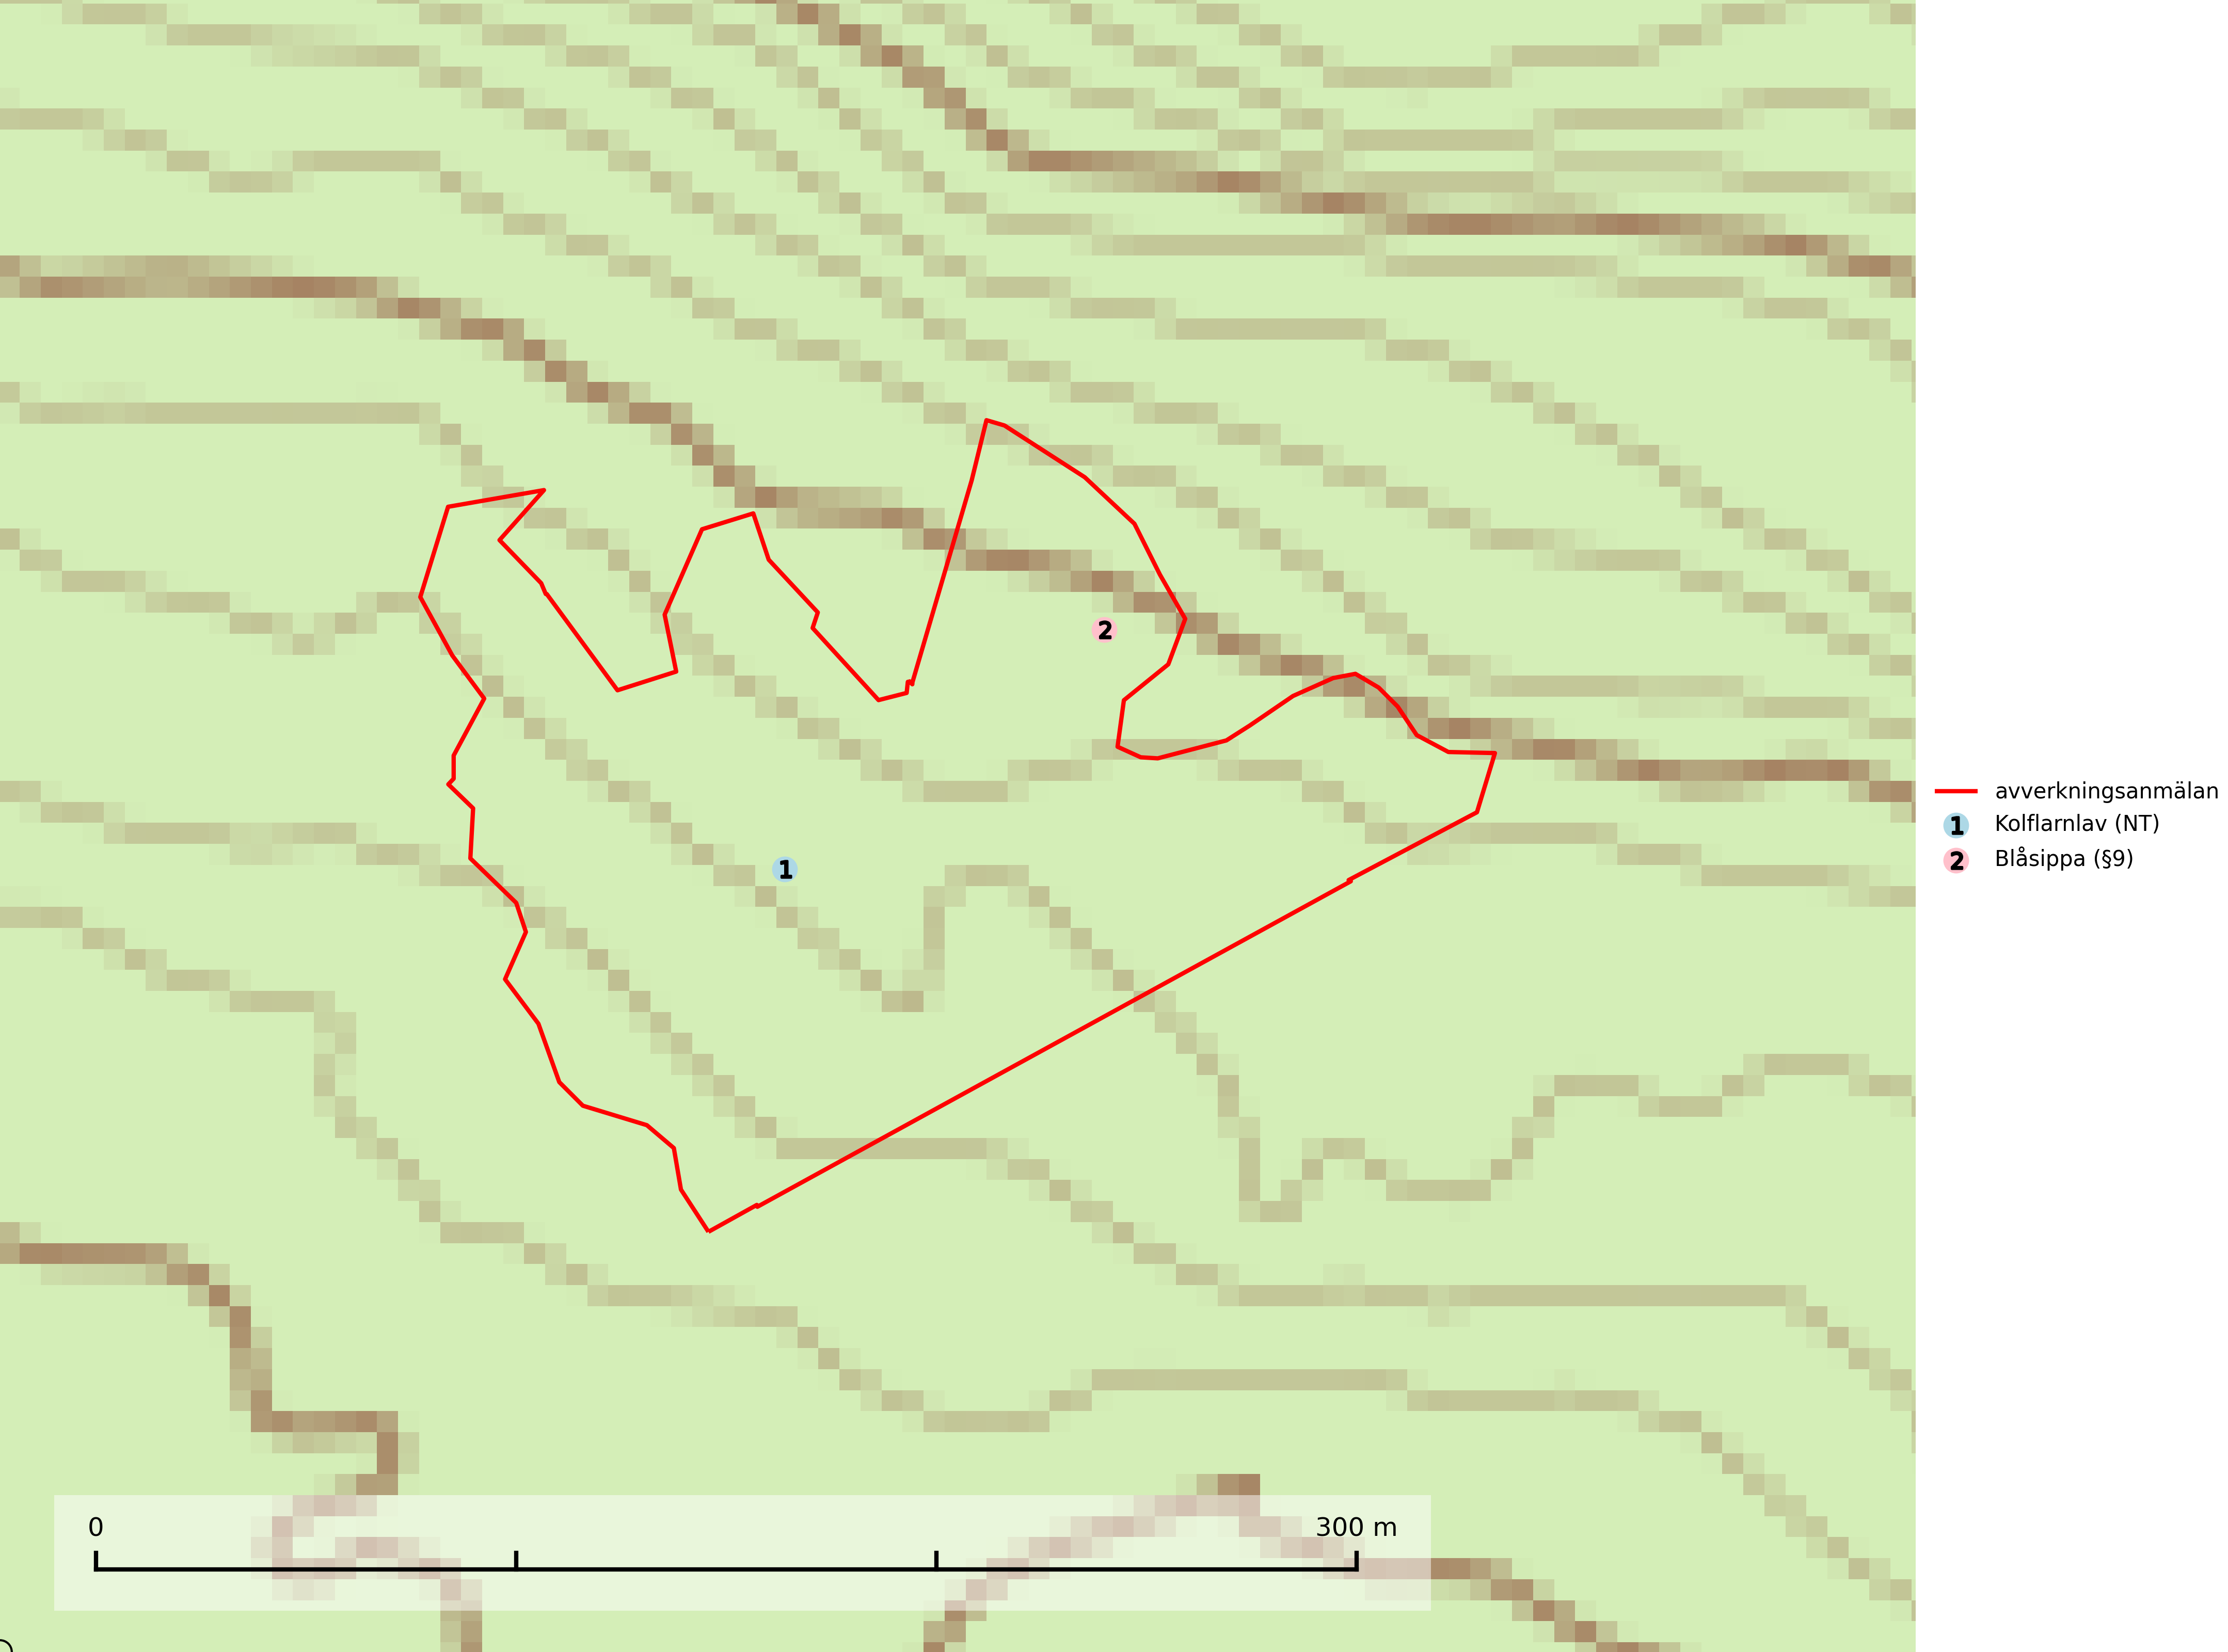 2
1
avverkningsanmälan
1 Kolflarnlav (NT)
2 Blåsippa (§9)
0 300 m